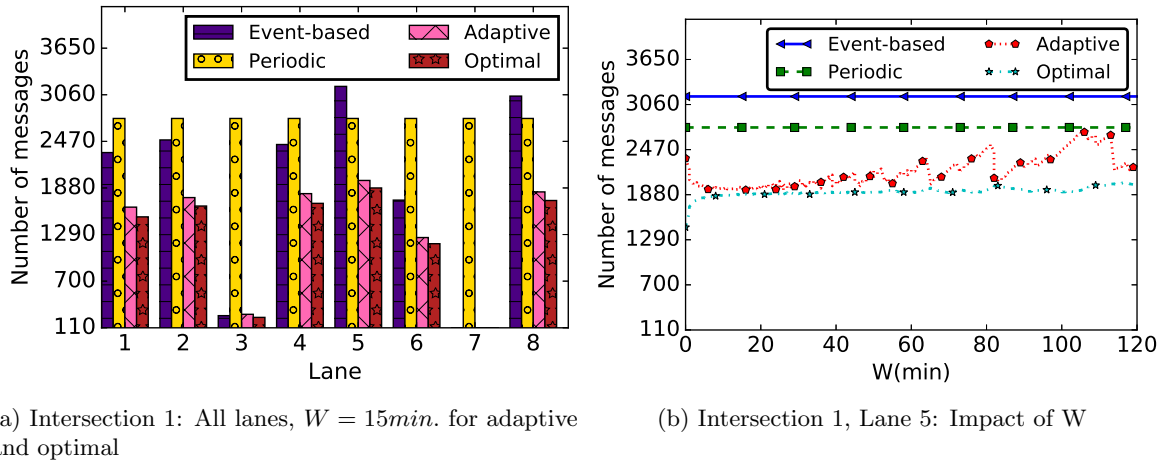 Number of messages
3650
3060
2470
1880
1290
700
110
Event-based
Periodic
Adaptive
Optimal
1 2 3 4 5 6 7 8
Lane
a) Intersection 1: All lanes, W = 15min. for adaptive
nd optimal
Number of messages
3650
3060
2470
1880
1290
700
110
Event-based
Periodic
Adaptive
Optimal
0 20 40 60 80 100 120
W(min)
(b) Intersection 1, Lane 5: Impact of W